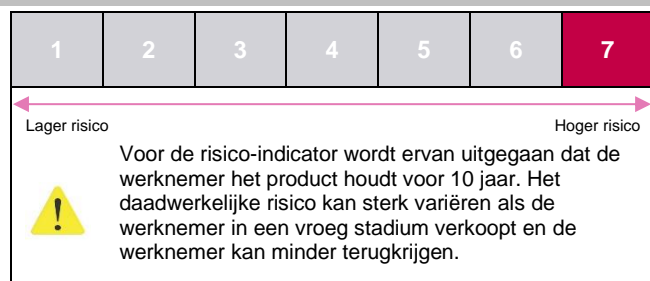 1 2 3 4 5 6 7
Lager risico Hoger risico
Voor de risico-indicator wordt ervan uitgegaan dat de
werknemer het product houdt voor 10 jaar. Het
daadwerkelijke risico kan sterk variëren als de
werknemer in een vroeg stadium verkoopt en de
werknemer kan minder terugkrijgen.